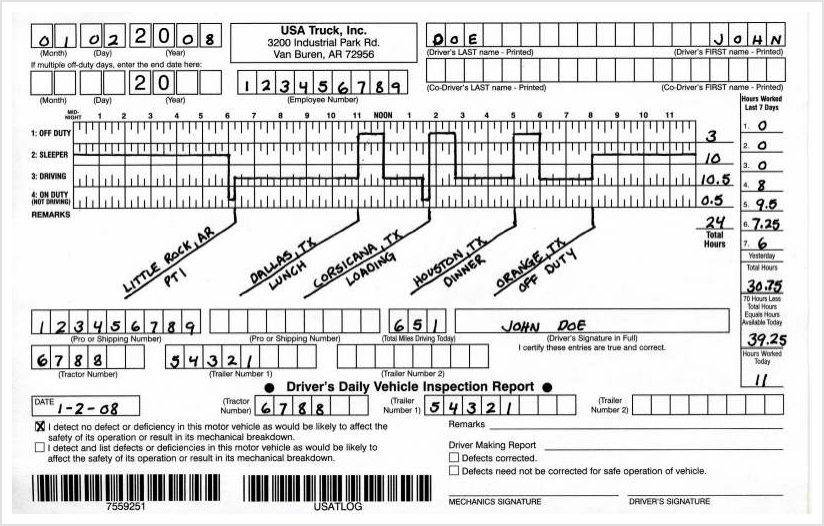 0 1 0 2 2 0 0 8
(Month) (Day) (Year)
If multiple off-duty days, enter the end date here:
2 0
(Month) (Day) (Year)
USA Truck, Inc.
3200 Industrial Park Rd.
Van Buren, AR 72956
1 2 3 4 5 6 7 8 9
(Employee Number)
DOE JOHN
(Driver's LAST name - Printed) (Driver's FIRST name - Printed)
(Co-Driver's LAST name - Printed) (Co-Driver's FIRST name - Printed)
MID-NIGHT 1 2 3 4 5 6 7 8 9 10 11 NOON 1 2 3 4 5 6 7 8 9 10 11
1: OFF DUTY 3
2: SLEEPER 10
3: DRIVING 10.5
4: ON DUTY (NOT DRIVING) 0.5
REMARKS 24
Total Hours
LITTLE ROCK, AR
PTI
DALLAS, TX
LUNCH
CORSICANA, TX
LOADING
HOUSTON, TX
DINNER
ORANGE, TX
OFF DUTY
Hours Worked
Last 7 Days
1. 0
2. 0
3. 0
4. 8
5. 9.5
6. 7.25
7. 6
Yesterday
Total Hours
30.75
70 Hours Less
Total Hours
Equals Hours
Available Today
39.25
Hours Worked
Today
11
1 2 3 4 5 6 7 8 9 6 5 1 JOHN DOE
(Pro or Shipping Number) (Pro or Shipping Number) (Total Miles Driving Today) (Driver's Signature in Full)
I certify these entries are true and correct.
6 7 8 8 5 4 3 2 1
(Tractor Number) (Trailer Number 1) (Trailer Number 2)
● Driver's Daily Vehicle Inspection Report ●
DATE 1-2-08 (Tractor Number) 6 7 8 8 (Trailer Number 1) 5 4 3 2 1 (Trailer Number 2)
X I detect no defect or deficiency in this motor vehicle as would be likely to affect the
safety of its operation or result in its mechanical breakdown.
I detect and list defects or deficiencies in this motor vehicle as would be likely to
affect the safety of its operation or result in its mechanical breakdown.
Remarks
Driver Making Report
Defects corrected.
Defects need not be corrected for safe operation of vehicle.
7559251 USATLOG
MECHANICS SIGNATURE DRIVER'S SIGNATURE